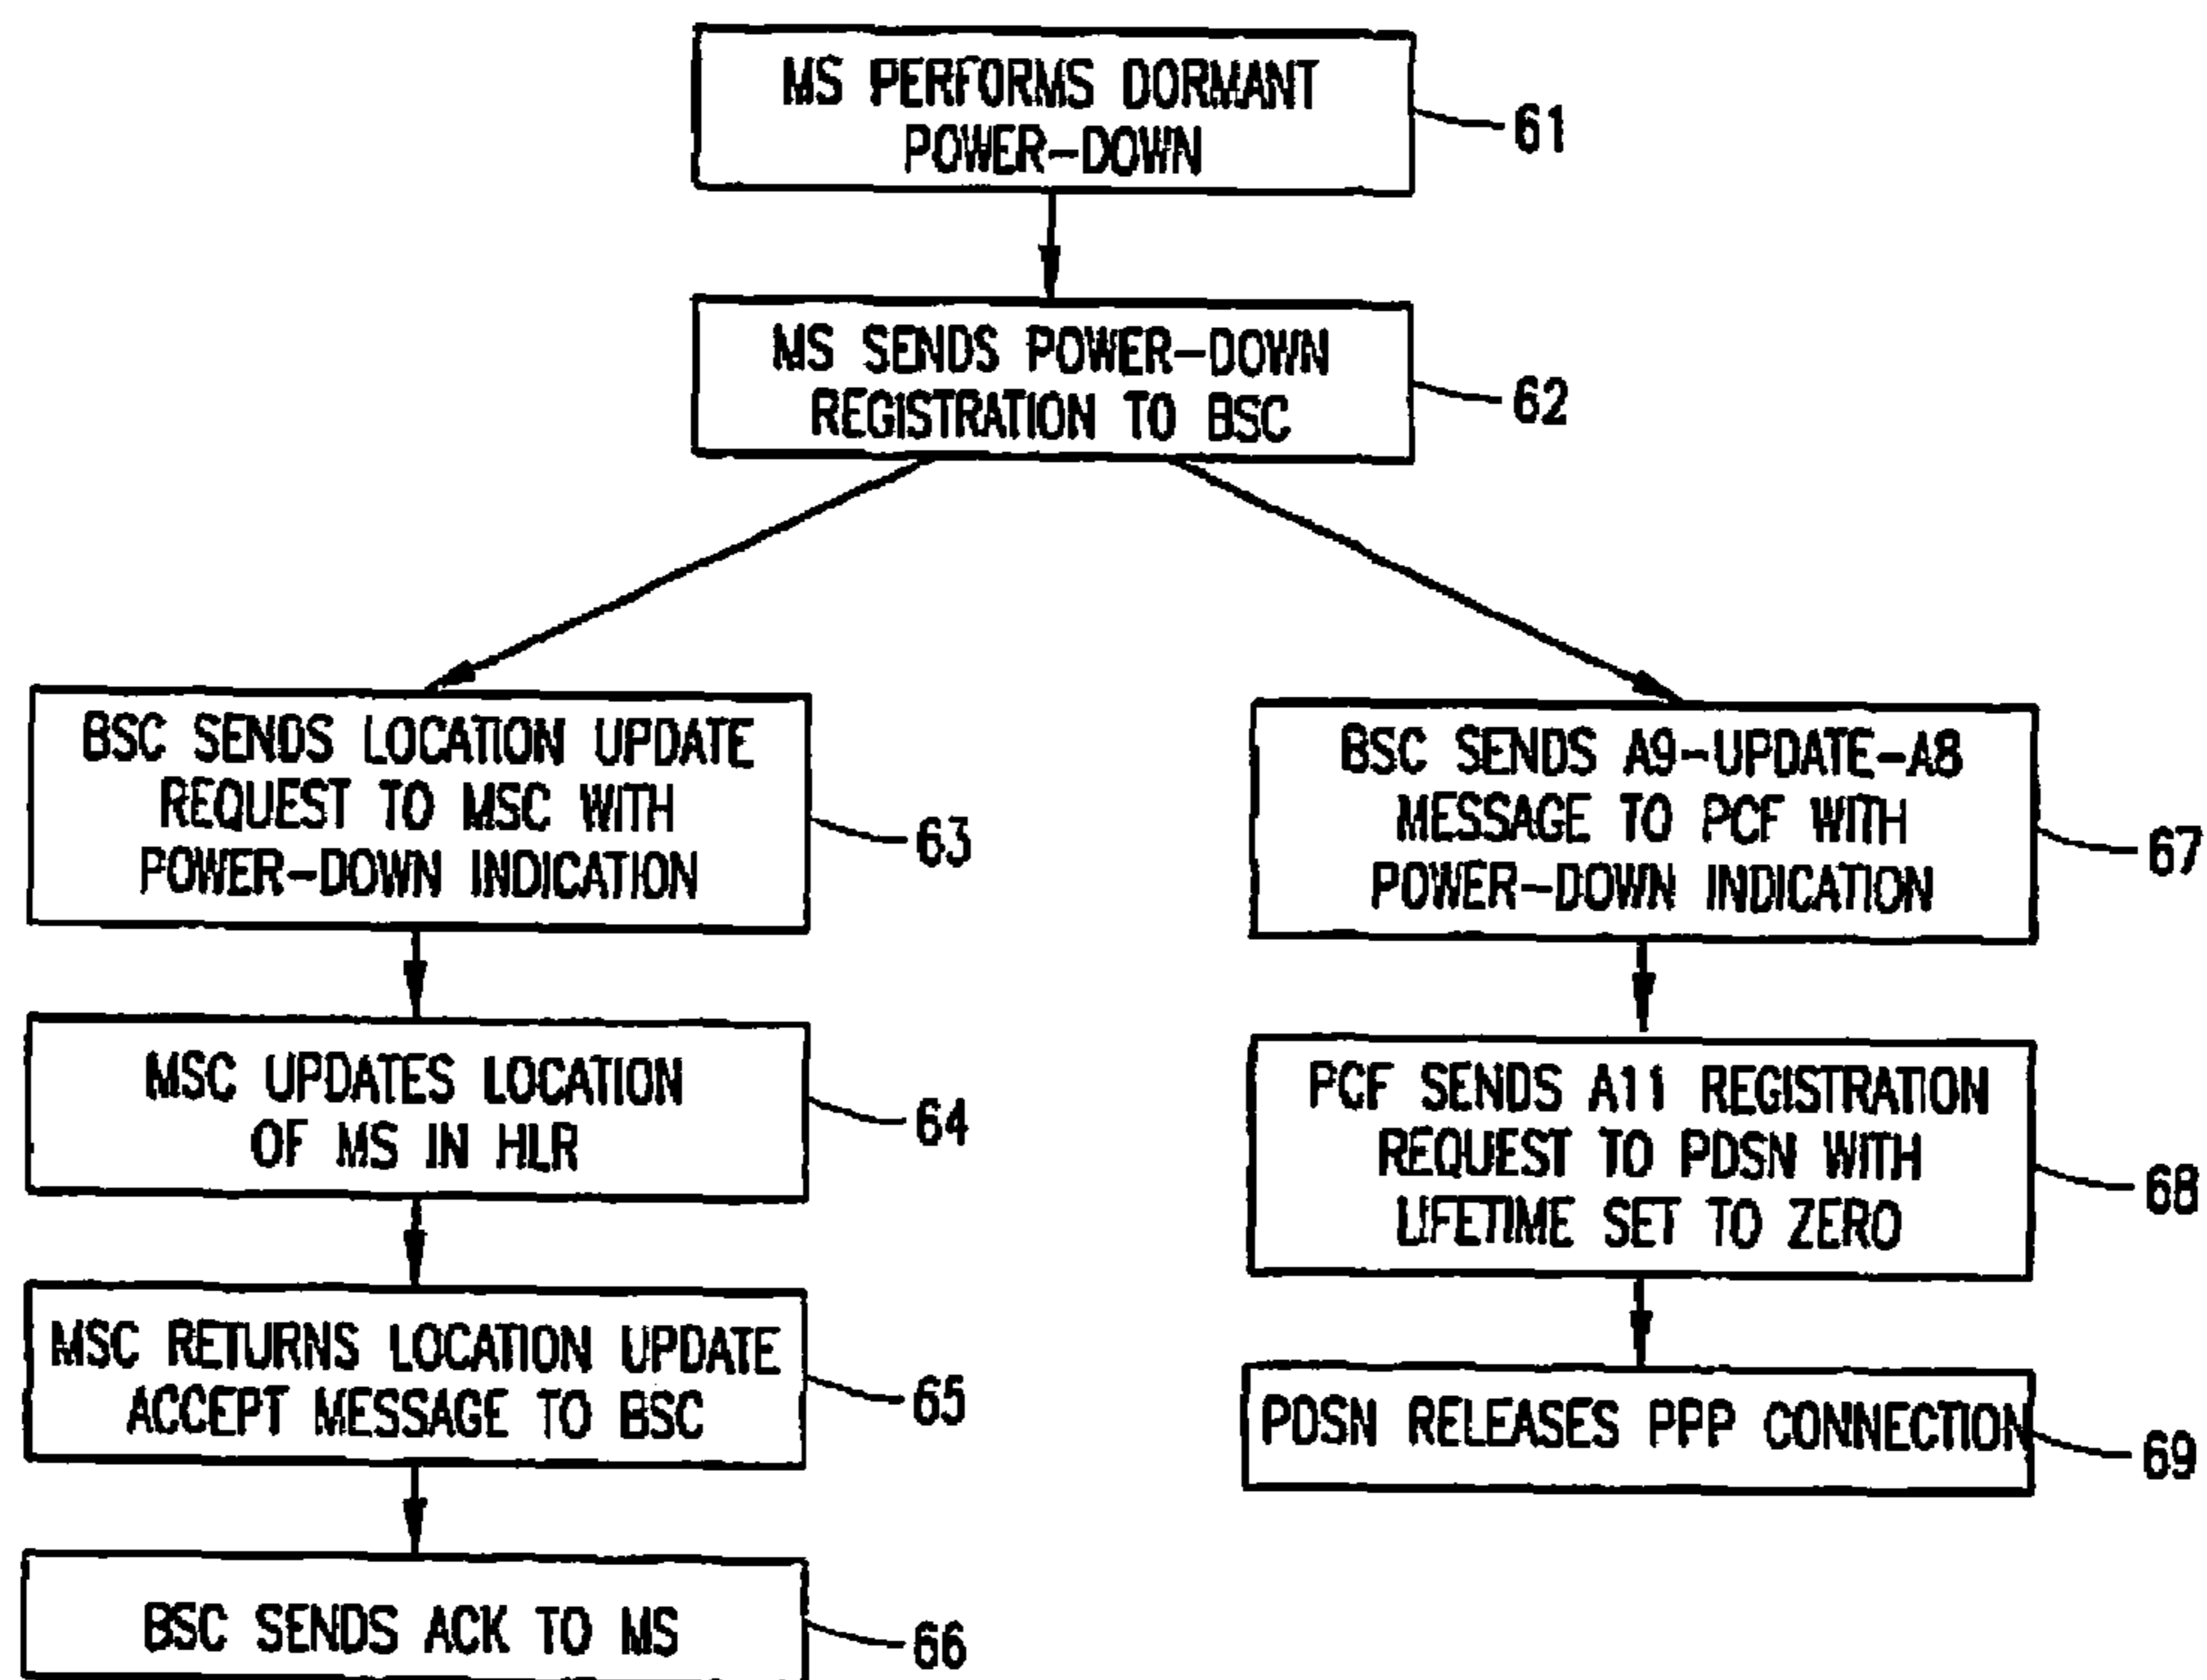 MS PERFORMS DORMANT
POWER-DOWN
61
MS SENDS POWER-DOWN
REGISTRATION TO BSC
62
BSC SENDS LOCATION UPDATE
REQUEST TO MSC WITH
POWER-DOWN INDICATION
63
MSC UPDATES LOCATION
OF MS IN HLR
64
MSC RETURNS LOCATION UPDATE
ACCEPT MESSAGE TO BSC
65
BSC SENDS ACK TO MS
66
BSC SENDS A9-UPDATE-A8
MESSAGE TO PCF WITH
POWER-DOWN INDICATION
67
PCF SENDS A11 REGISTRATION
REQUEST TO PDSN WITH
LIFETIME SET TO ZERO
68
PDSN RELEASES PPP CONNECTION
69